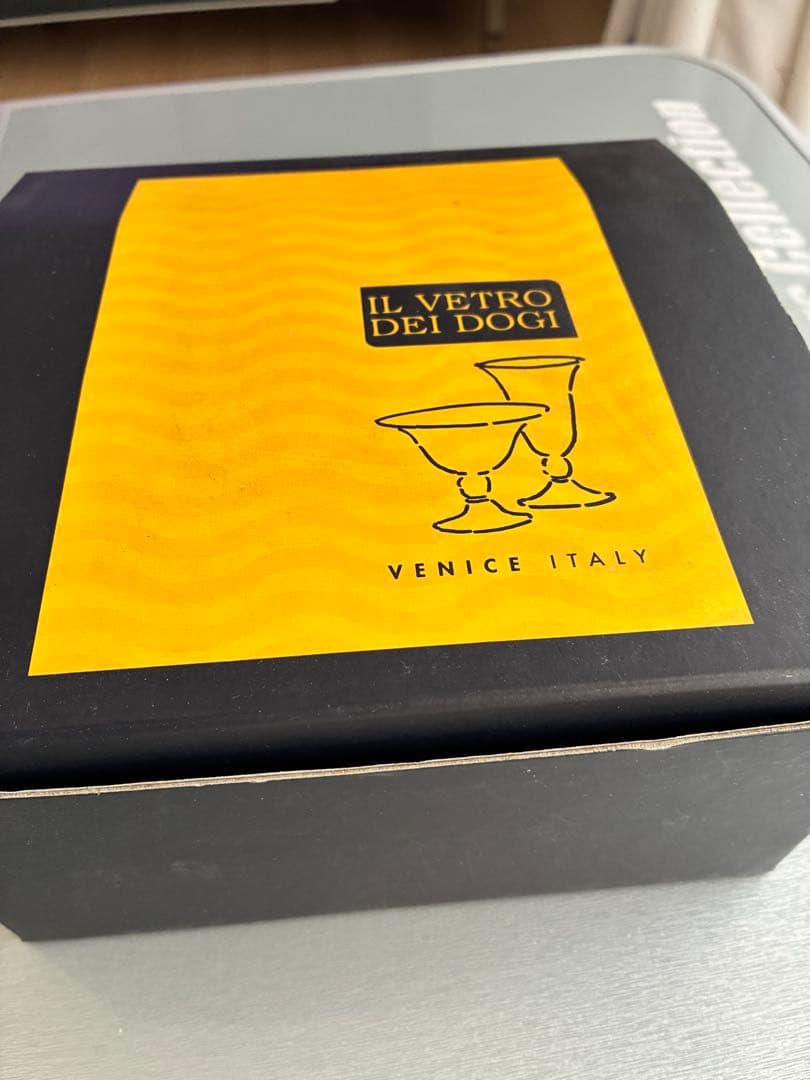 IL VETRO
DEI DOGI
VENICE ITALY